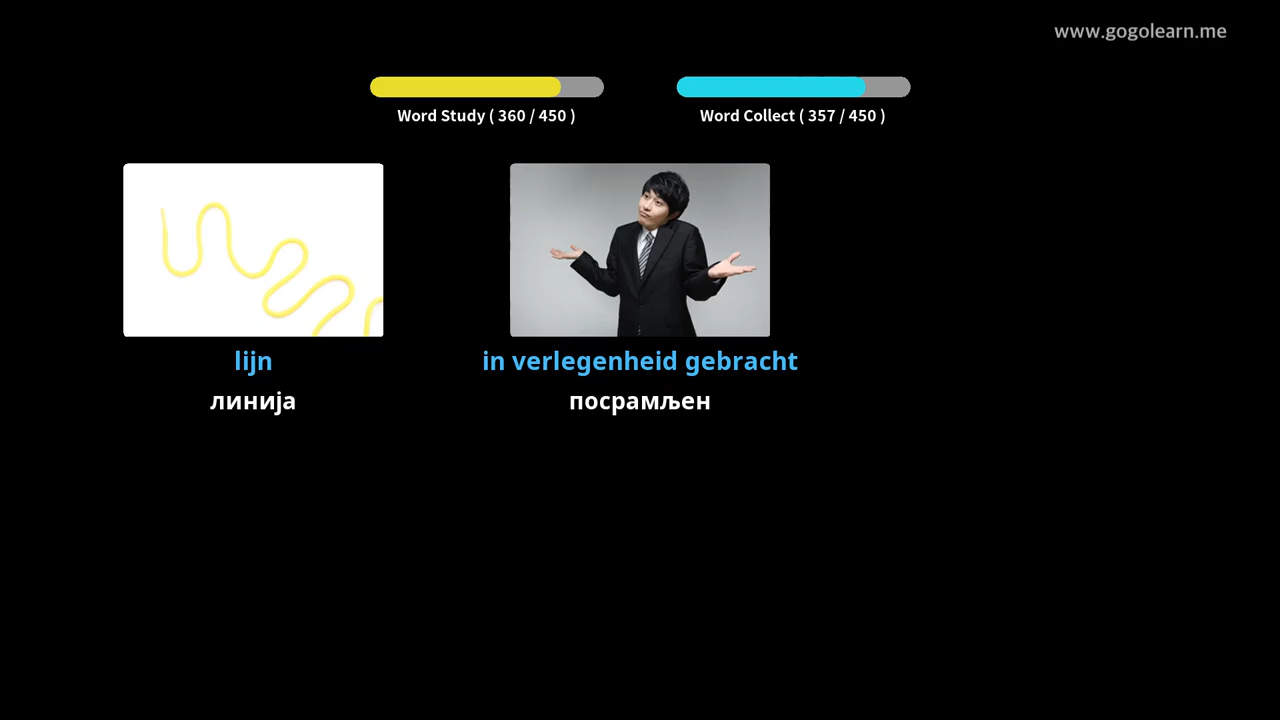 www.gogolearn.me
Word Study ( 360 / 450 )
Word Collect ( 357 / 450 )
lijn
in verlegenheid gebracht
линија
посрамљен